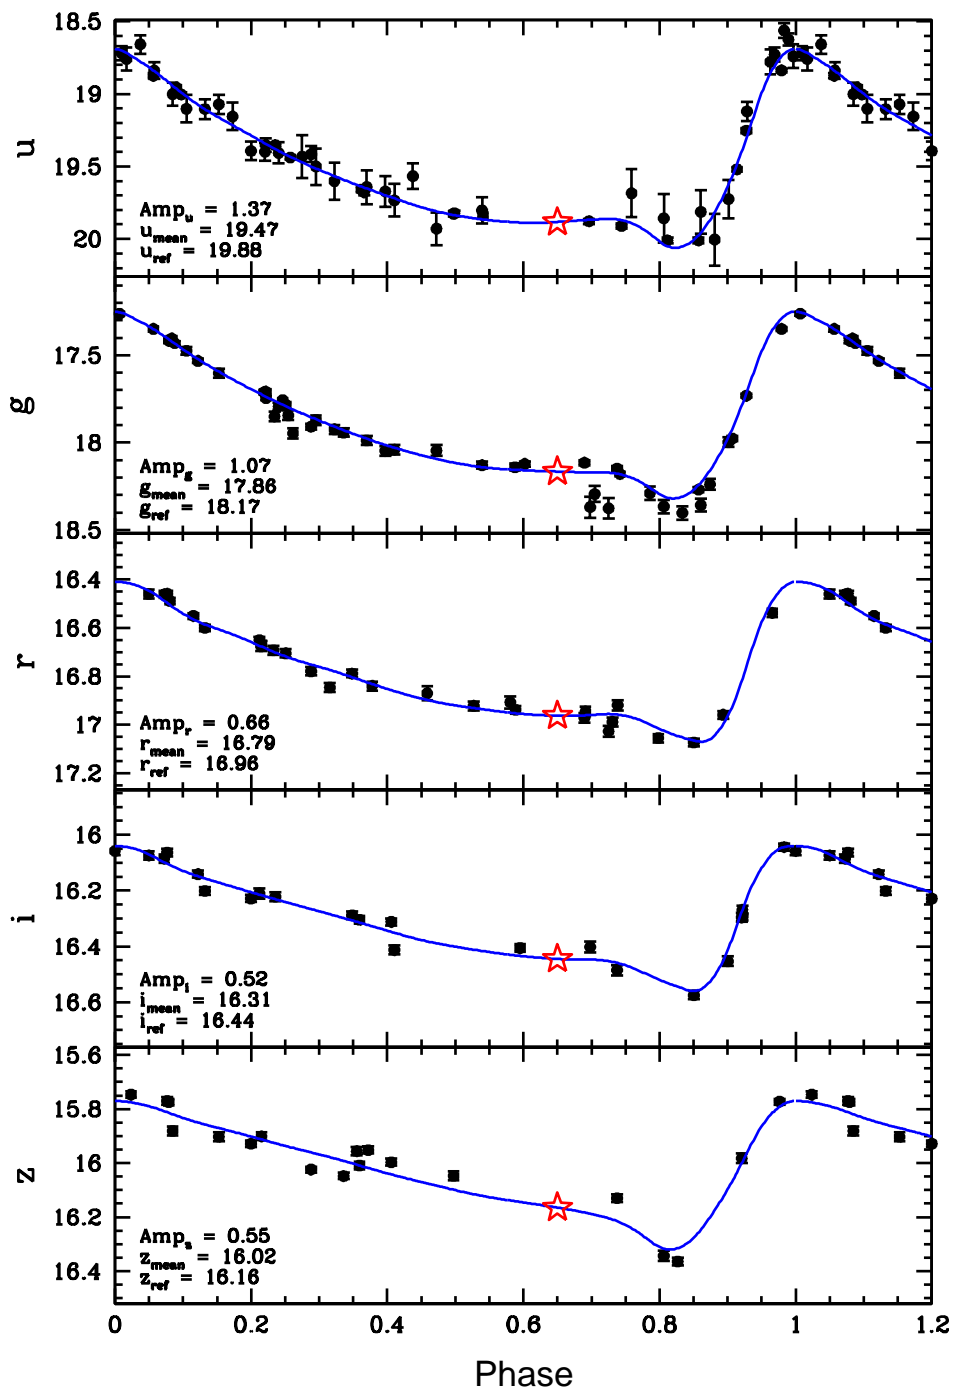 18.5
19
19.5
20
u
Amp_u = 1.37
u_mean = 19.47
u_ref = 19.88
17.5
18
18.5
g
Amp_g = 1.07
g_mean = 17.86
g_ref = 18.17
16.4
16.6
16.8
17
17.2
r
Amp_r = 0.66
r_mean = 16.79
r_ref = 16.96
16
16.2
16.4
16.6
i
Amp_i = 0.52
i_mean = 16.31
i_ref = 16.44
15.6
15.8
16
16.2
16.4
z
Amp_z = 0.55
z_mean = 16.02
z_ref = 16.16
0 0.2 0.4 0.6 0.8 1 1.2
Phase